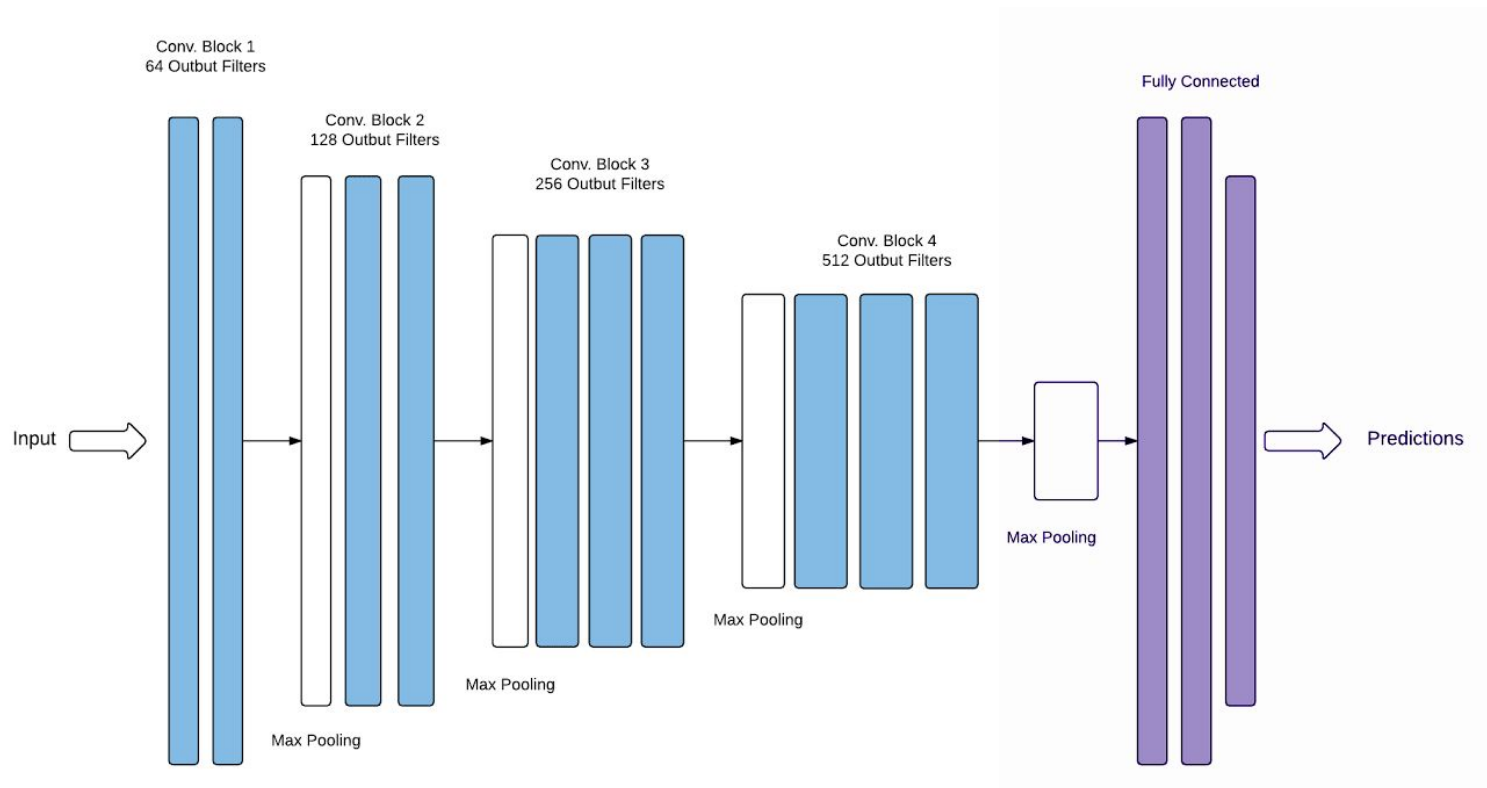 Conv. Block 1
64 Outbut Filters
Conv. Block 2
128 Outbut Filters
Conv. Block 3
256 Outbut Filters
Conv. Block 4
512 Outbut Filters
Fully Connected
Input
Predictions
Max Pooling
Max Pooling
Max Pooling
Max Pooling